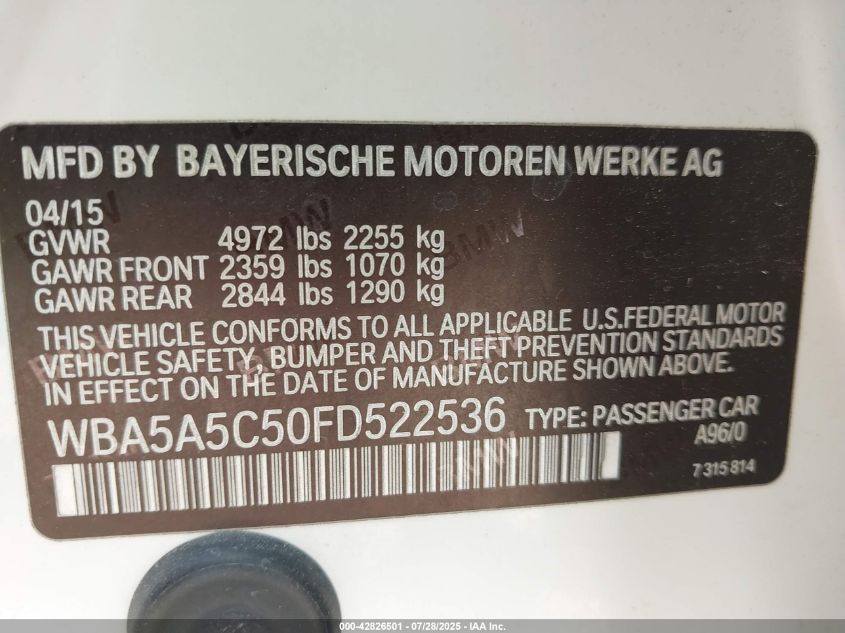 MFD BY BAYERISCHE MOTOREN WERKE AG
04/15
GVWR 4972 lbs 2255 kg
GAWR FRONT 2359 lbs 1070 kg
GAWR REAR 2844 lbs 1290 kg
THIS VEHICLE CONFORMS TO ALL APPLICABLE U.S.FEDERAL MOTOR
VEHICLE SAFETY, BUMPER AND THEFT PREVENTION STANDARDS
IN EFFECT ON THE DATE OF MANUFACTURE SHOWN ABOVE.
WBA5A5C50FD522536 TYPE: PASSENGER CAR
A96/0
7 315 814
000-42826501 / 07/28/2025 - IAA Inc.